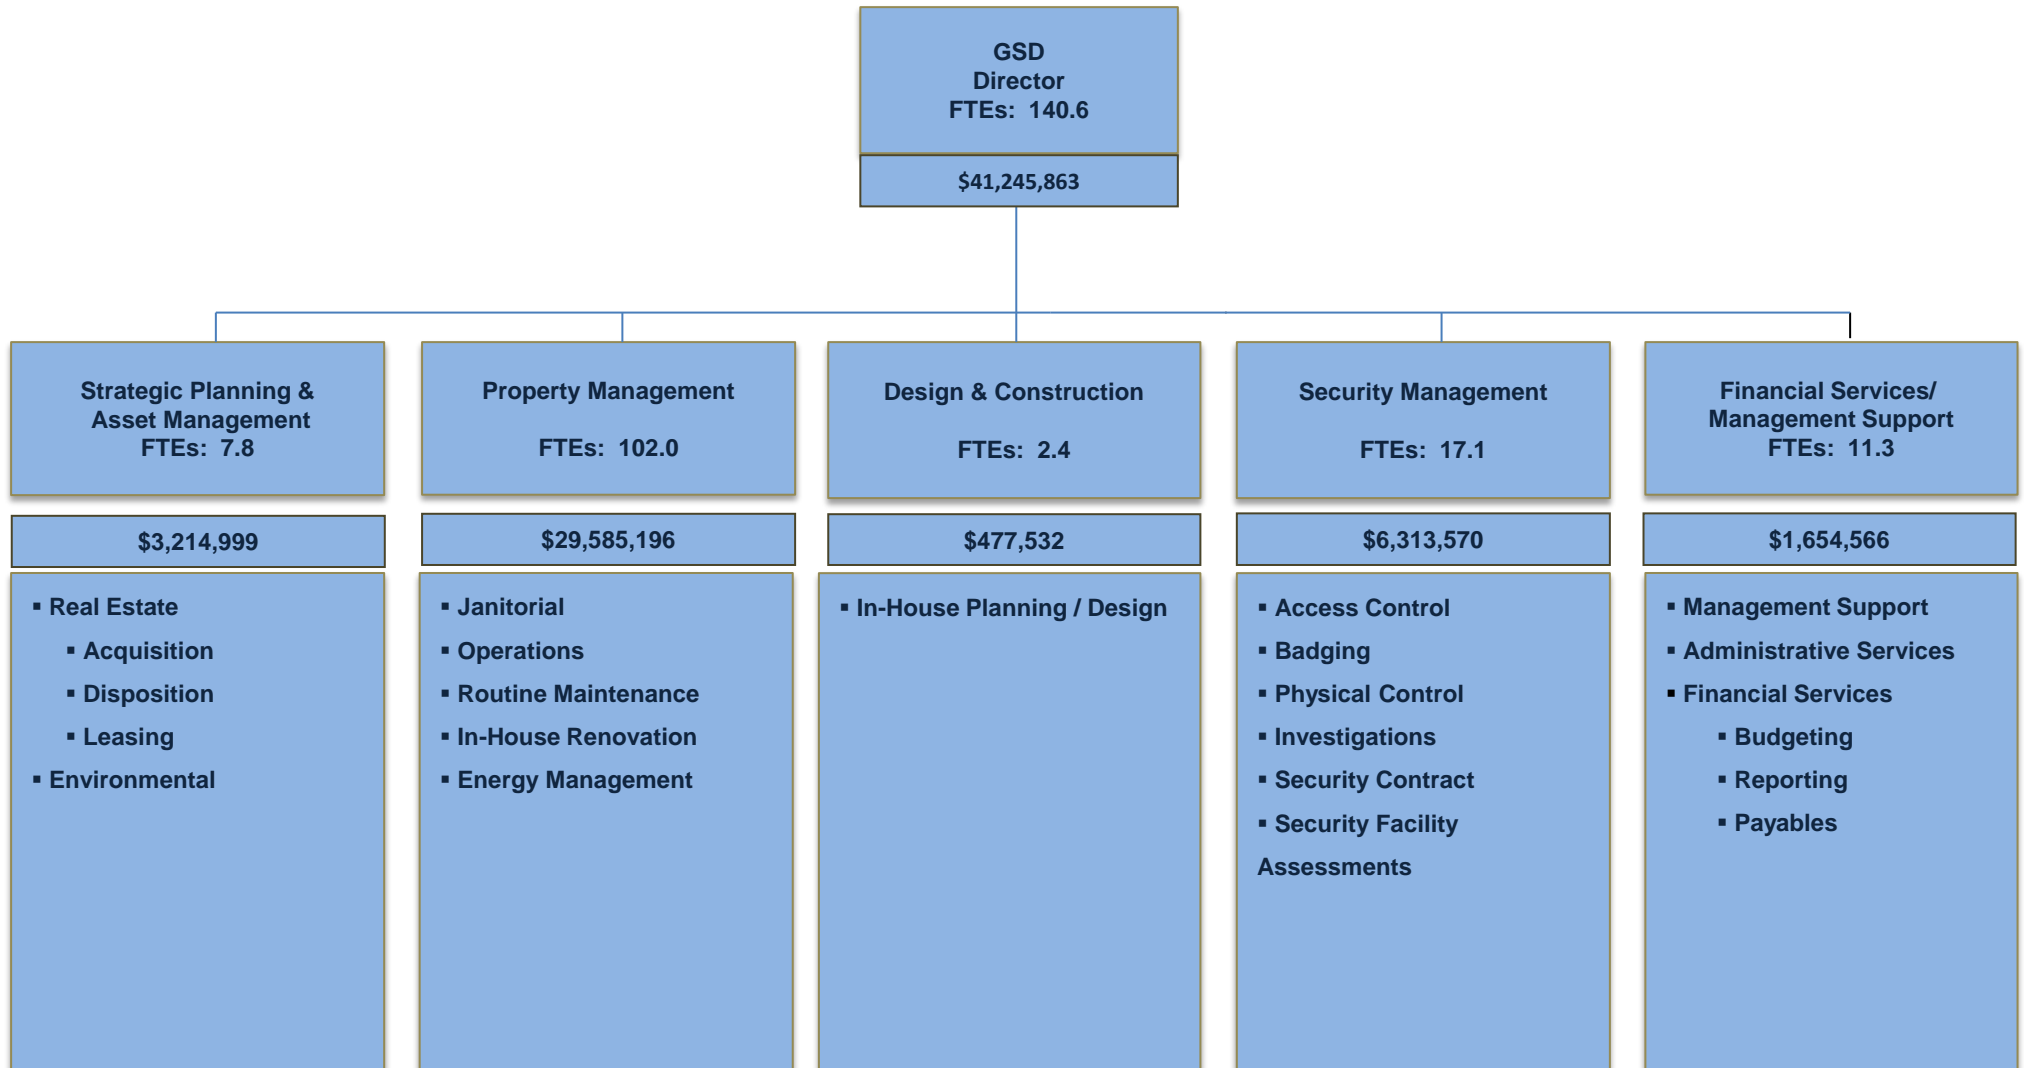 GSD
Director
FTEs: 140.6
$41,245,863
Strategic Planning &
Asset Management
FTEs: 7.8
$3,214,999
▪ Real Estate
▪ Acquisition
▪ Disposition
▪ Leasing
▪ Environmental
Property Management
FTEs: 102.0
$29,585,196
▪ Janitorial
▪ Operations
▪ Routine Maintenance
▪ In-House Renovation
▪ Energy Management
Design & Construction
FTEs: 2.4
$477,532
▪ In-House Planning / Design
Security Management
FTEs: 17.1
$6,313,570
▪ Access Control
▪ Badging
▪ Physical Control
▪ Investigations
▪ Security Contract
▪ Security Facility
Assessments
Financial Services/
Management Support
FTEs: 11.3
$1,654,566
▪ Management Support
▪ Administrative Services
▪ Financial Services
▪ Budgeting
▪ Reporting
▪ Payables